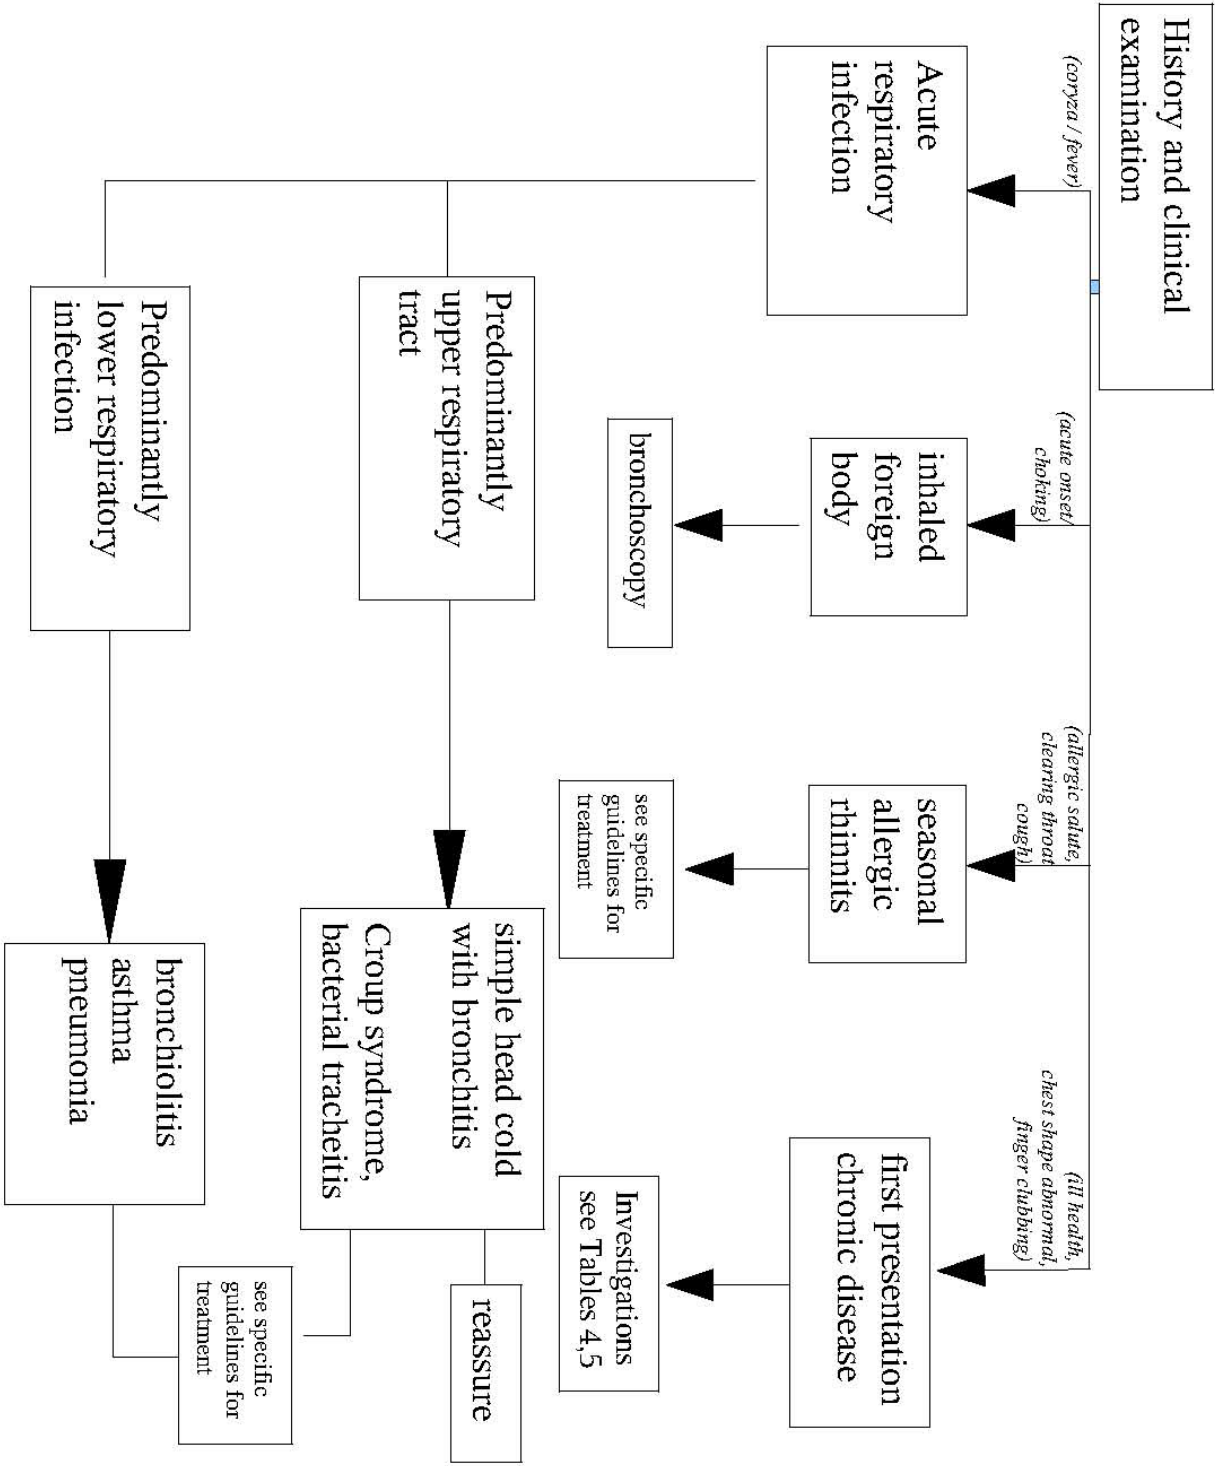 History and clinical
examination
(coryza / fever)
(acute onset/
choking)
(allergic salute,
clearing throat
cough)
(ill health,
chest shape abnormal,
finger clubbing)
Acute
respiratory
infection
inhaled
foreign
body
seasonal
allergic
rhinnits
first presentation
chronic disease
bronchoscopy
see specific
guidelines for
treatment
Investigations
see Tables 4,5
Predominantly
upper respiratory
tract
simple head cold
with bronchitis
Croup syndrome,
bacterial tracheitis
reassure
Predominantly
lower respiratory
infection
bronchiolitis
asthma
pneumonia
see specific
guidelines for
treatment